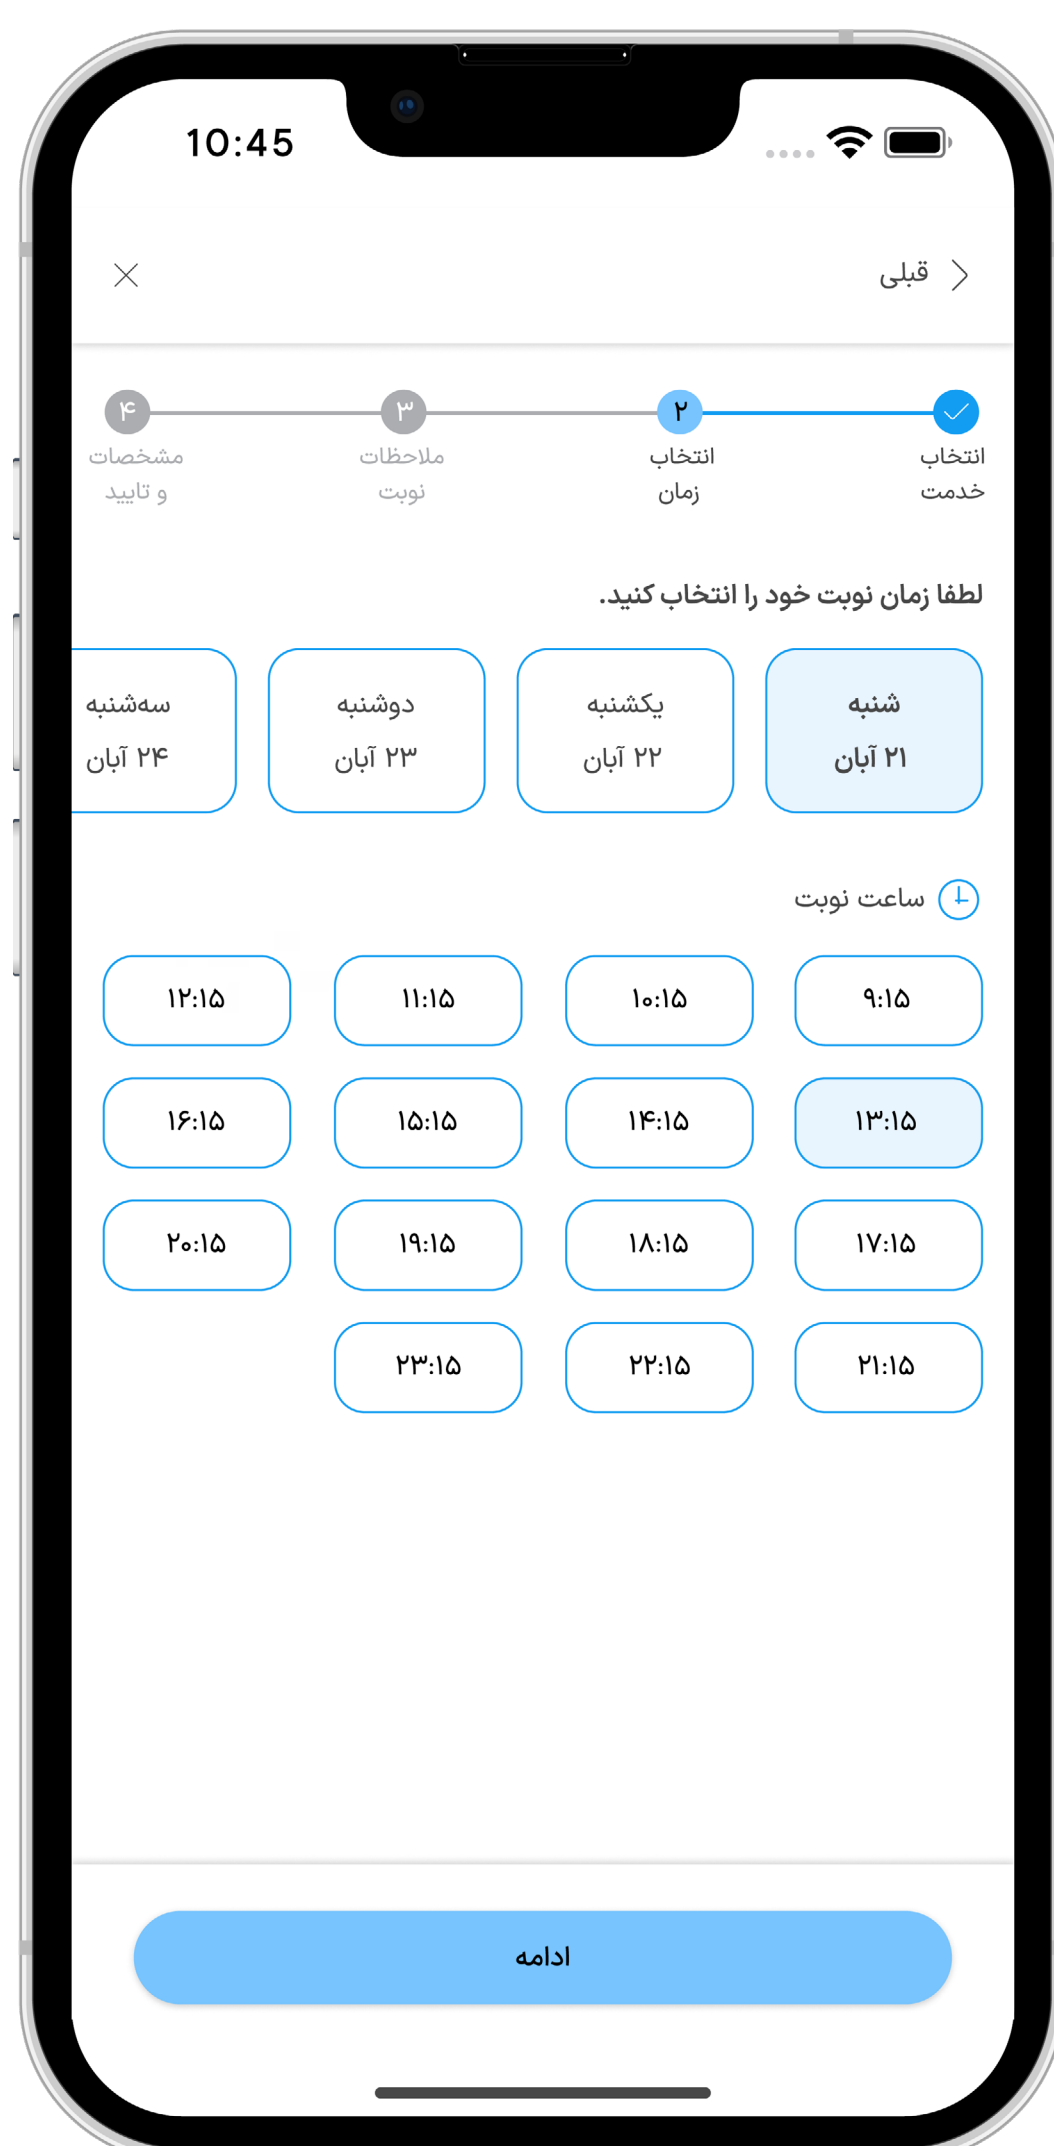 10:45
قبلی
۲
۳
۴
انتخاب خدمت
انتخاب زمان
ملاحظات نوبت
مشخصات و تایید
لطفا زمان نوبت خود را انتخاب کنید.
شنبه
۲۱ آبان
یکشنبه
۲۲ آبان
دوشنبه
۲۳ آبان
سه‌شنبه
۲۴ آبان
ساعت نوبت
۹:۱۵
۱۰:۱۵
۱۱:۱۵
۱۲:۱۵
۱۳:۱۵
۱۴:۱۵
۱۵:۱۵
۱۶:۱۵
۱۷:۱۵
۱۸:۱۵
۱۹:۱۵
۲۰:۱۵
۲۱:۱۵
۲۲:۱۵
۲۳:۱۵
ادامه